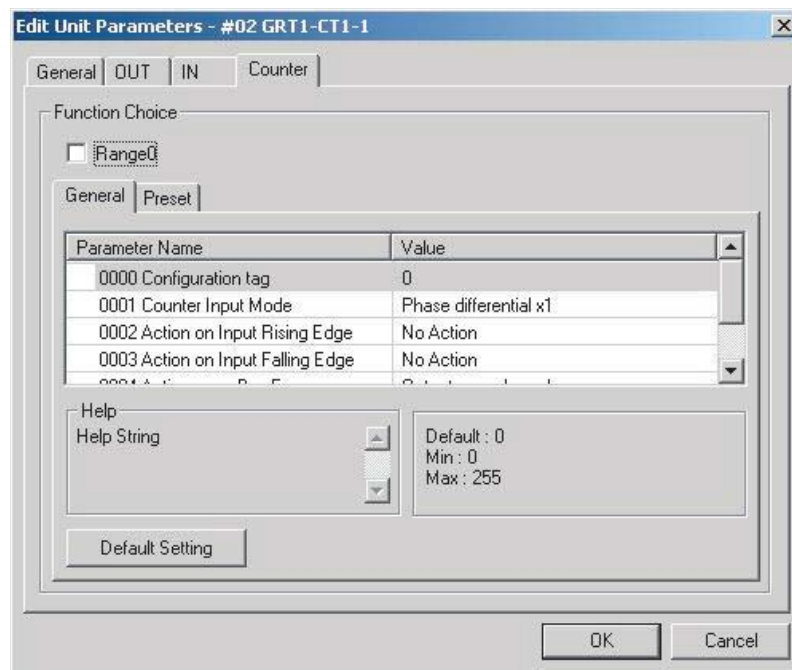 Edit Unit Parameters - #02 GRT1-CT1-1
General OUT IN Counter
Function Choice
Range0
General Preset
Parameter Name Value
0000 Configuration tag 0
0001 Counter Input Mode Phase differential x1
0002 Action on Input Rising Edge No Action
0003 Action on Input Falling Edge No Action
Help
Help String
Default : 0
Min : 0
Max : 255
Default Setting
OK Cancel